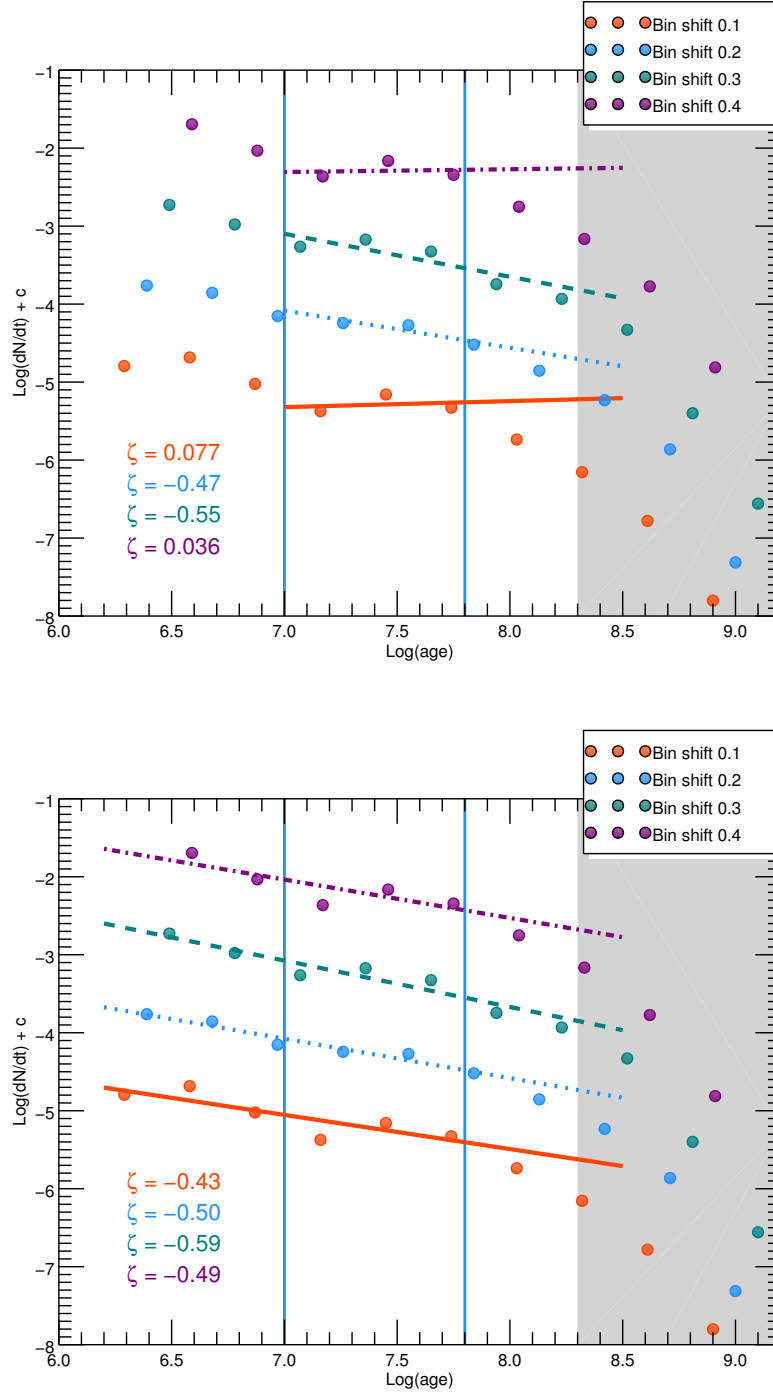 Bin shift 0.1
Bin shift 0.2
Bin shift 0.3
Bin shift 0.4
−1
−2
−3
−4
−5
−6
−7
−8
Log(dN/dt) + c
ζ = 0.077
ζ = −0.47
ζ = −0.55
ζ = 0.036
6.0 6.5 7.0 7.5 8.0 8.5 9.0
Log(age)
Bin shift 0.1
Bin shift 0.2
Bin shift 0.3
Bin shift 0.4
−1
−2
−3
−4
−5
−6
−7
−8
Log(dN/dt) + c
ζ = −0.43
ζ = −0.50
ζ = −0.59
ζ = −0.49
6.0 6.5 7.0 7.5 8.0 8.5 9.0
Log(age)